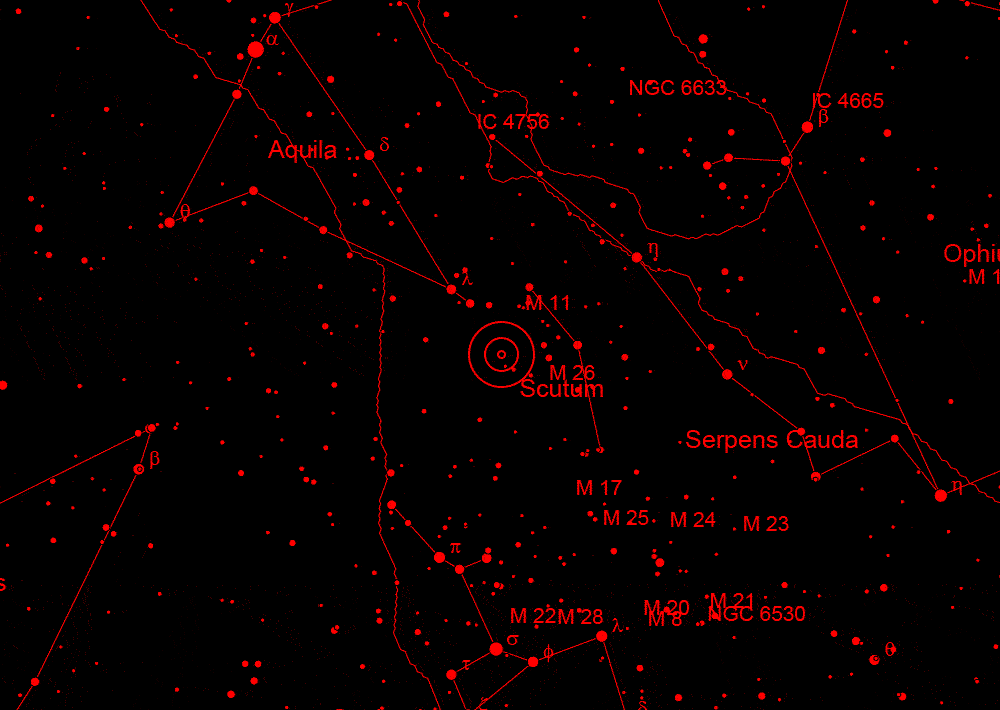 γ
α
NGC 6633
IC 4665
β
IC 4756
Aquila
δ
θ
η
Ophiu
M 1
λ
M 11
M 26
Scutum
ν
Serpens Cauda
β
M 17
η
M 25
M 24
M 23
π
s
M 22
M 28
M 20
M 21
M 8
NGC 6530
λ
σ
ϕ
θ
τ
ζ
δ